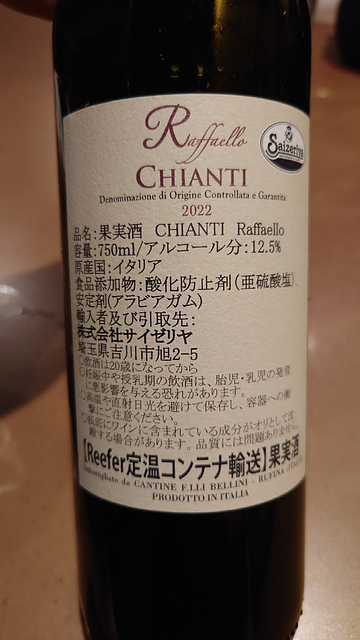 Raffaello
Saizeriya
CHIANTI
Denominazione di Origine Controllata e Garantita
2022
品名:果実酒 CHIANTI Raffaello
容量:750ml/アルコール分:12.5%
原産国:イタリア
食品添加物:酸化防止剤(亜硫酸塩)、
安定剤(アラビアガム)
輸入者及び引取先:
株式会社サイゼリヤ
埼玉県吉川市旭2-5
○飲酒は20歳になってから
○妊娠中や授乳期の飲酒は、胎児・乳児の発育
に悪影響を与える恐れがあります。
○高温や直射日光を避けて保存し、容器への衝
撃にご注意ください。
○瓶底にワインに含まれている成分がオリとして沈
殿する場合があります。品質には問題ありません。
【Reefer定温コンテナ輸送】果実酒
Imbottigliato da CANTINE F.LLI BELLINI - RUFINA (ITALIA)
PRODOTTO IN ITALIA